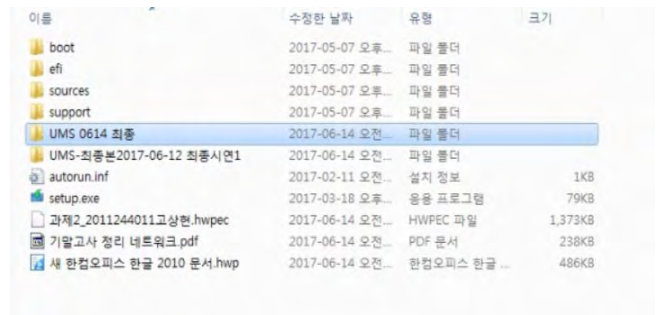 이름 수정한 날짜 유형 크기
boot 2017-05-07 오후... 파일 폴더
efi 2017-05-07 오후... 파일 폴더
sources 2017-05-07 오후... 파일 폴더
support 2017-05-07 오후... 파일 폴더
UMS 0614 최종 2017-06-14 오전... 파일 폴더
UMS-최종본2017-06-12 최종시연1 2017-06-14 오전... 파일 폴더
autorun.inf 2017-02-11 오전... 설치 정보 1KB
setup.exe 2017-03-18 오후... 응용 프로그램 79KB
과제2_2011244011고상현.hwpec 2017-06-14 오전... HWPEC 파일 1,373KB
기말고사 정리 네트워크.pdf 2017-06-14 오전... PDF 문서 238KB
새 한컴오피스 한글 2010 문서.hwp 2017-06-14 오전... 한컴오피스 한글 ... 486KB